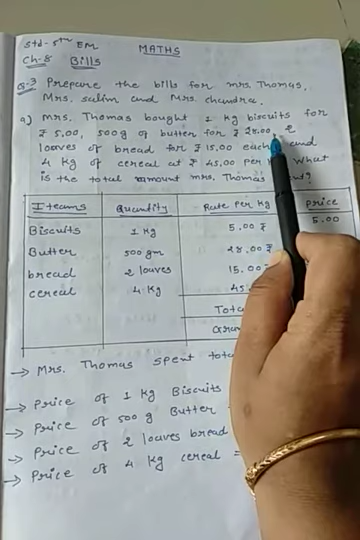 Std-5th EM
MATHS
Ch-8 Bills
Q-3 Prepare the bills for mrs. Thomas,
Mrs. Salim and Mrs. Chandra.
a) Mrs. Thomas bought 1 kg biscuits for
₹ 5.00, 500 g of butter for ₹ 28.00, 2
loaves of bread for ₹ 15.00 each and
4 kg of cereal at ₹ 45.00 per What
is the total amount mrs. Thomas
Iteams Quantity Rate per kg price
Biscuits 1 kg 5.00 ₹ 5.00
Butter 500 gm 28.00 ₹
bread 2 loaves 15.00 ₹
cereal 4 kg 45.
Tota
Gran
→ Mrs. Thomas spent tota
→ Price of 1 Kg Biscuits
→ Price of 500 g Butter
→ Price of 2 loaves bread
→ Price of 4 kg cereal =